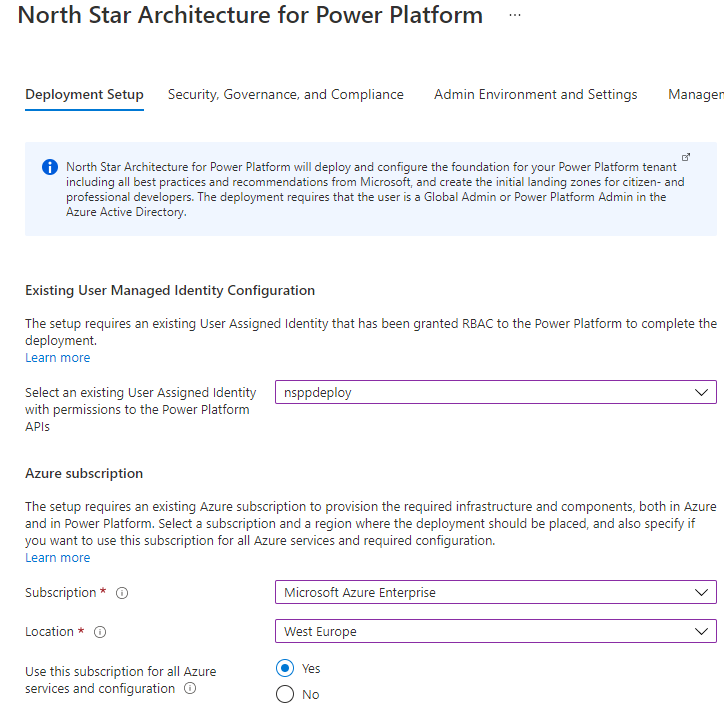 North Star Architecture for Power Platform ...
Deployment Setup Security, Governance, and Compliance Admin Environment and Settings Manager
North Star Architecture for Power Platform will deploy and configure the foundation for your Power Platform tenant
including all best practices and recommendations from Microsoft, and create the initial landing zones for citizen- and
professional developers. The deployment requires that the user is a Global Admin or Power Platform Admin in the
Azure Active Directory.
Existing User Managed Identity Configuration
The setup requires an existing User Assigned Identity that has been granted RBAC to the Power Platform to complete the
deployment.
Learn more
Select an existing User Assigned Identity
with permissions to the Power Platform
APIs
nsppdeploy
Azure subscription
The setup requires an existing Azure subscription to provision the required infrastructure and components, both in Azure
and in Power Platform. Select a subscription and a region where the deployment should be placed, and also specify if
you want to use this subscription for all Azure services and required configuration.
Learn more
Subscription * Microsoft Azure Enterprise
Location * West Europe
Use this subscription for all Azure
services and configuration
Yes
No